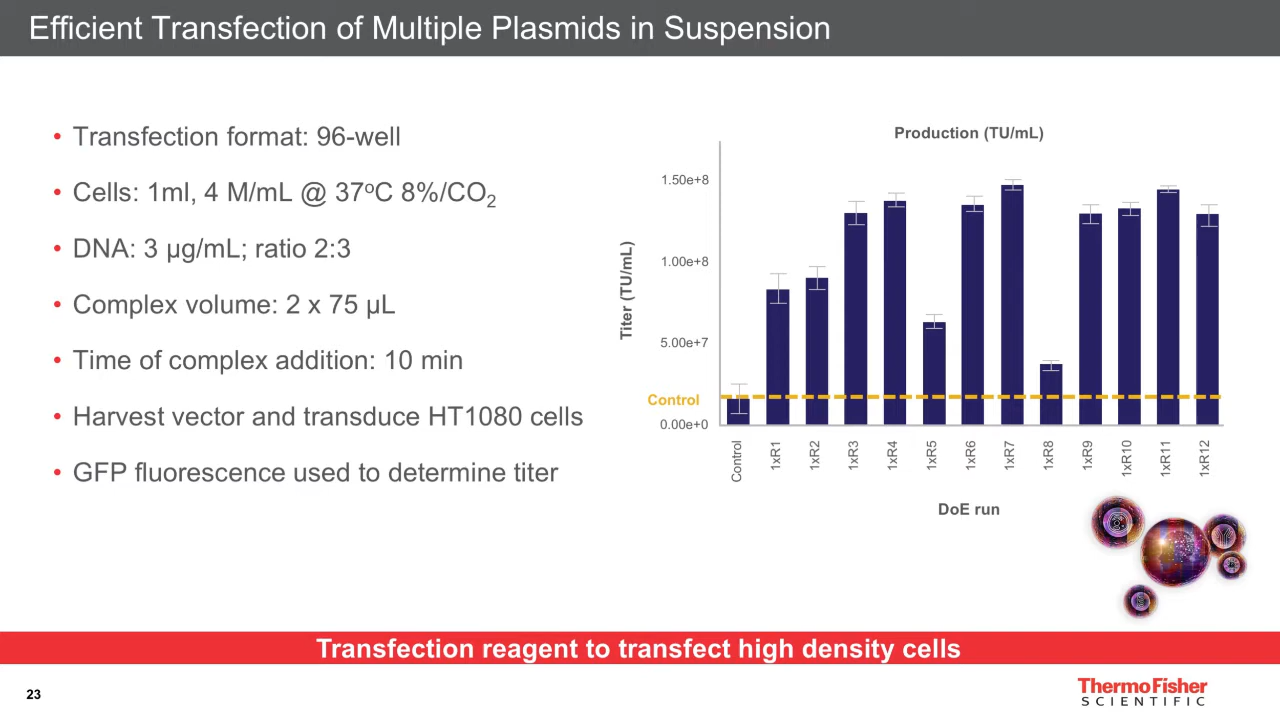 Efficient Transfection of Multiple Plasmids in Suspension
• Transfection format: 96-well
• Cells: 1ml, 4 M/mL @ 37ºC 8%/CO₂
• DNA: 3 µg/mL; ratio 2:3
• Complex volume: 2 x 75 µL
• Time of complex addition: 10 min
• Harvest vector and transduce HT1080 cells
• GFP fluorescence used to determine titer
Production (TU/mL)
Titer (TU/mL)
1.50e+8
1.00e+8
5.00e+7
Control
0.00e+0
Control
1xR1
1xR2
1xR3
1xR4
1xR5
1xR6
1xR7
1xR8
1xR9
1xR10
1xR11
1xR12
DoE run
Transfection reagent to transfect high density cells
23
ThermoFisher
SCIENTIFIC